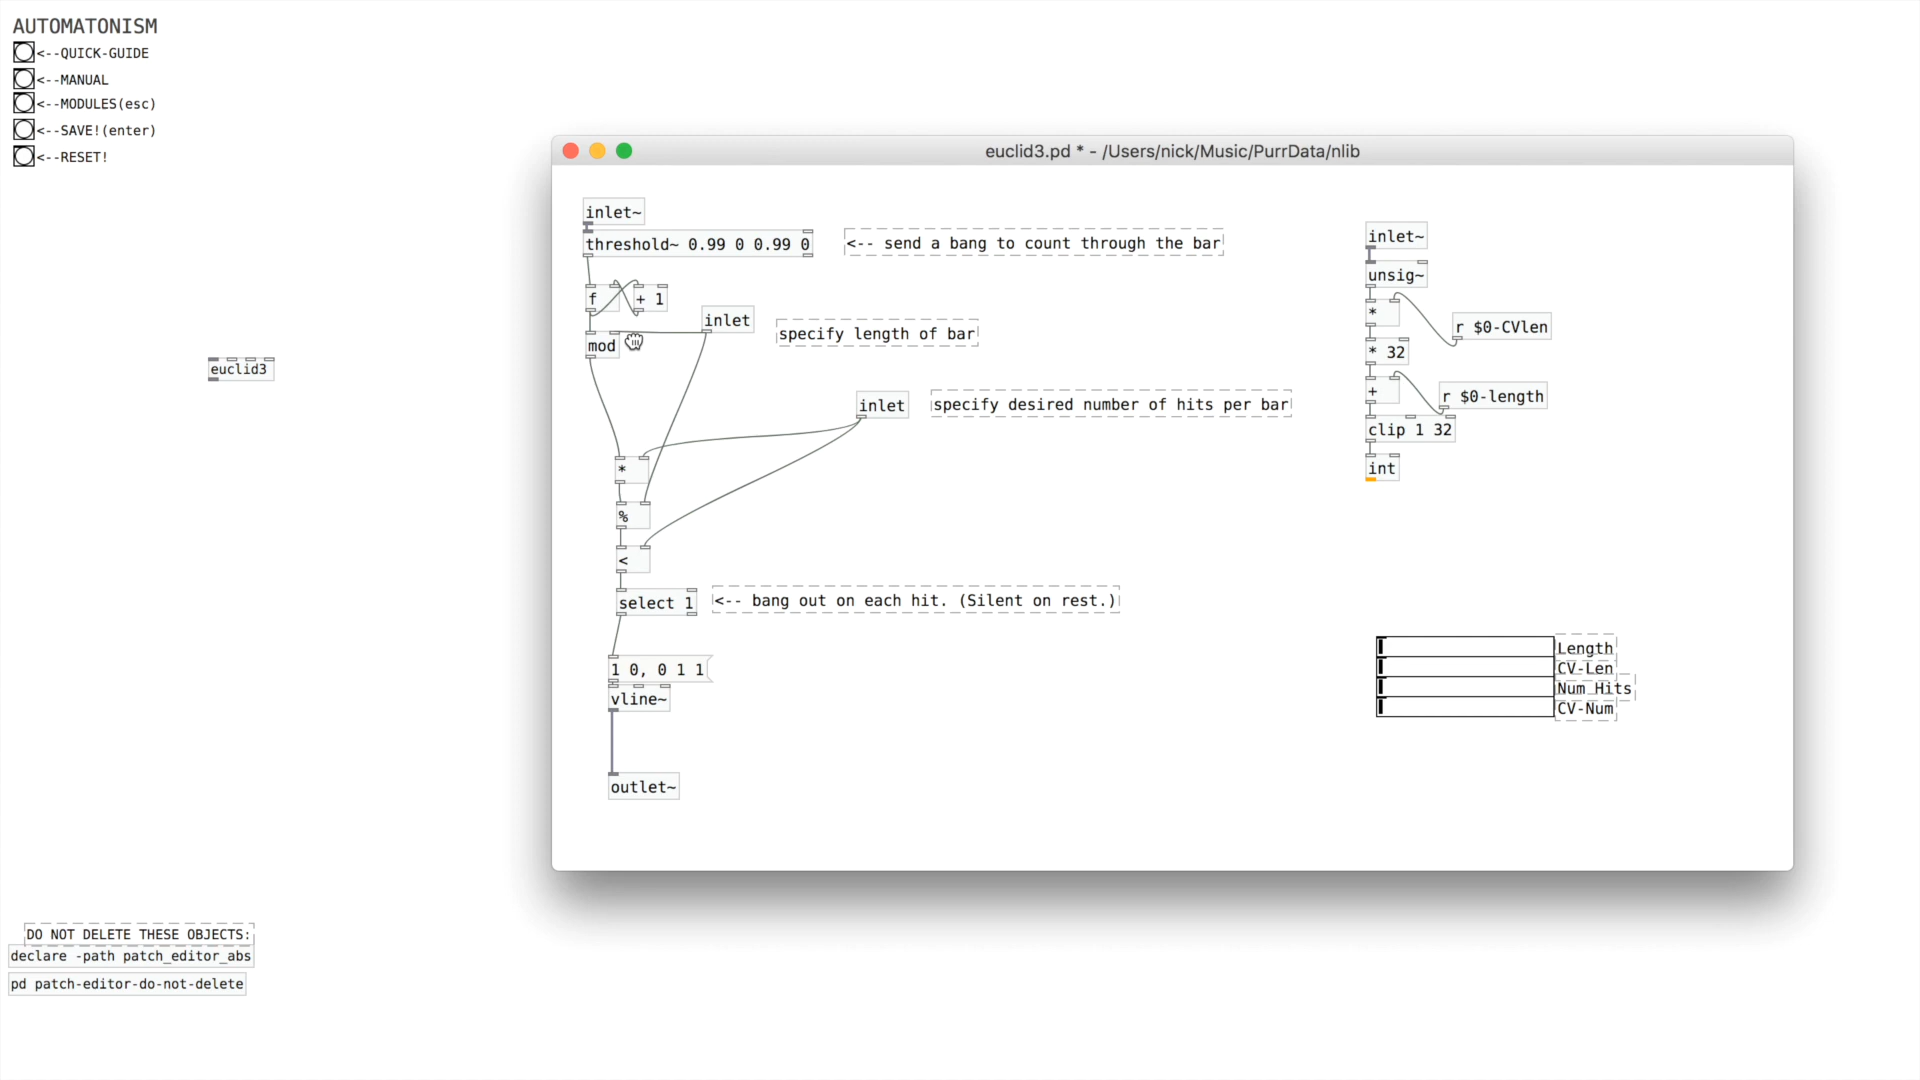 AUTOMATONISM
<--QUICK-GUIDE
<--MANUAL
<--MODULES(esc)
<--SAVE!(enter)
<--RESET!
euclid3
DO NOT DELETE THESE OBJECTS:
declare -path patch_editor_abs
pd patch-editor-do-not-delete
euclid3.pd * - /Users/nick/Music/PurrData/nlib
inlet~
threshold~ 0.99 0 0.99 0
<-- send a bang to count through the bar
f
+ 1
inlet
specify length of bar
mod
inlet
specify desired number of hits per bar
*
%
<
select 1
<-- bang out on each hit. (Silent on rest.)
1 0, 0 1 1
vline~
outlet~
inlet~
unsig~
*
r $0-CVlen
* 32
+
r $0-length
clip 1 32
int
Length
CV-Len
Num Hits
CV-Num